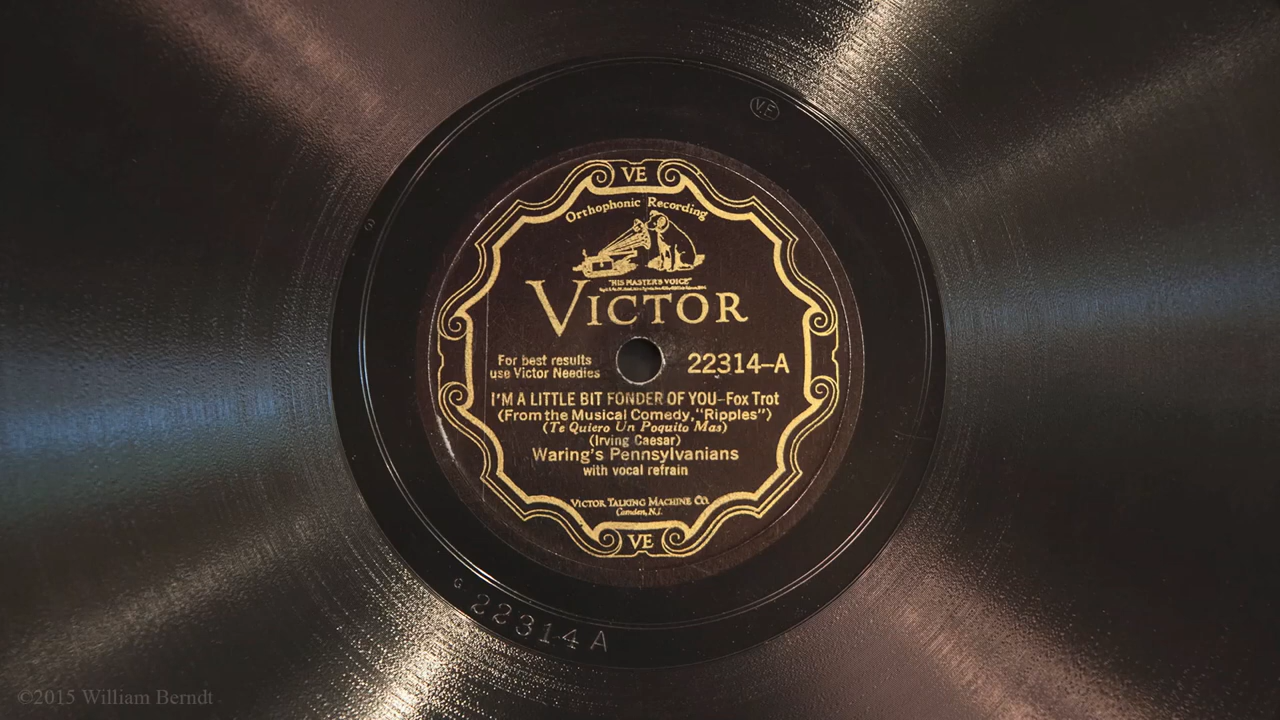 VE
VE
Orthophonic Recording
"HIS MASTER'S VOICE"
VICTOR
For best results
use Victor Needles
22314-A
I'M A LITTLE BIT FONDER OF YOU-Fox Trot
(From the Musical Comedy, "Ripples")
(Te Quiero Un Poquito Mas)
(Irving Caesar)
Waring's Pennsylvanians
with vocal refrain
VICTOR TALKING MACHINE CO.
Camden, N.J.
VE
G 22314 A
©2015 William Berndt